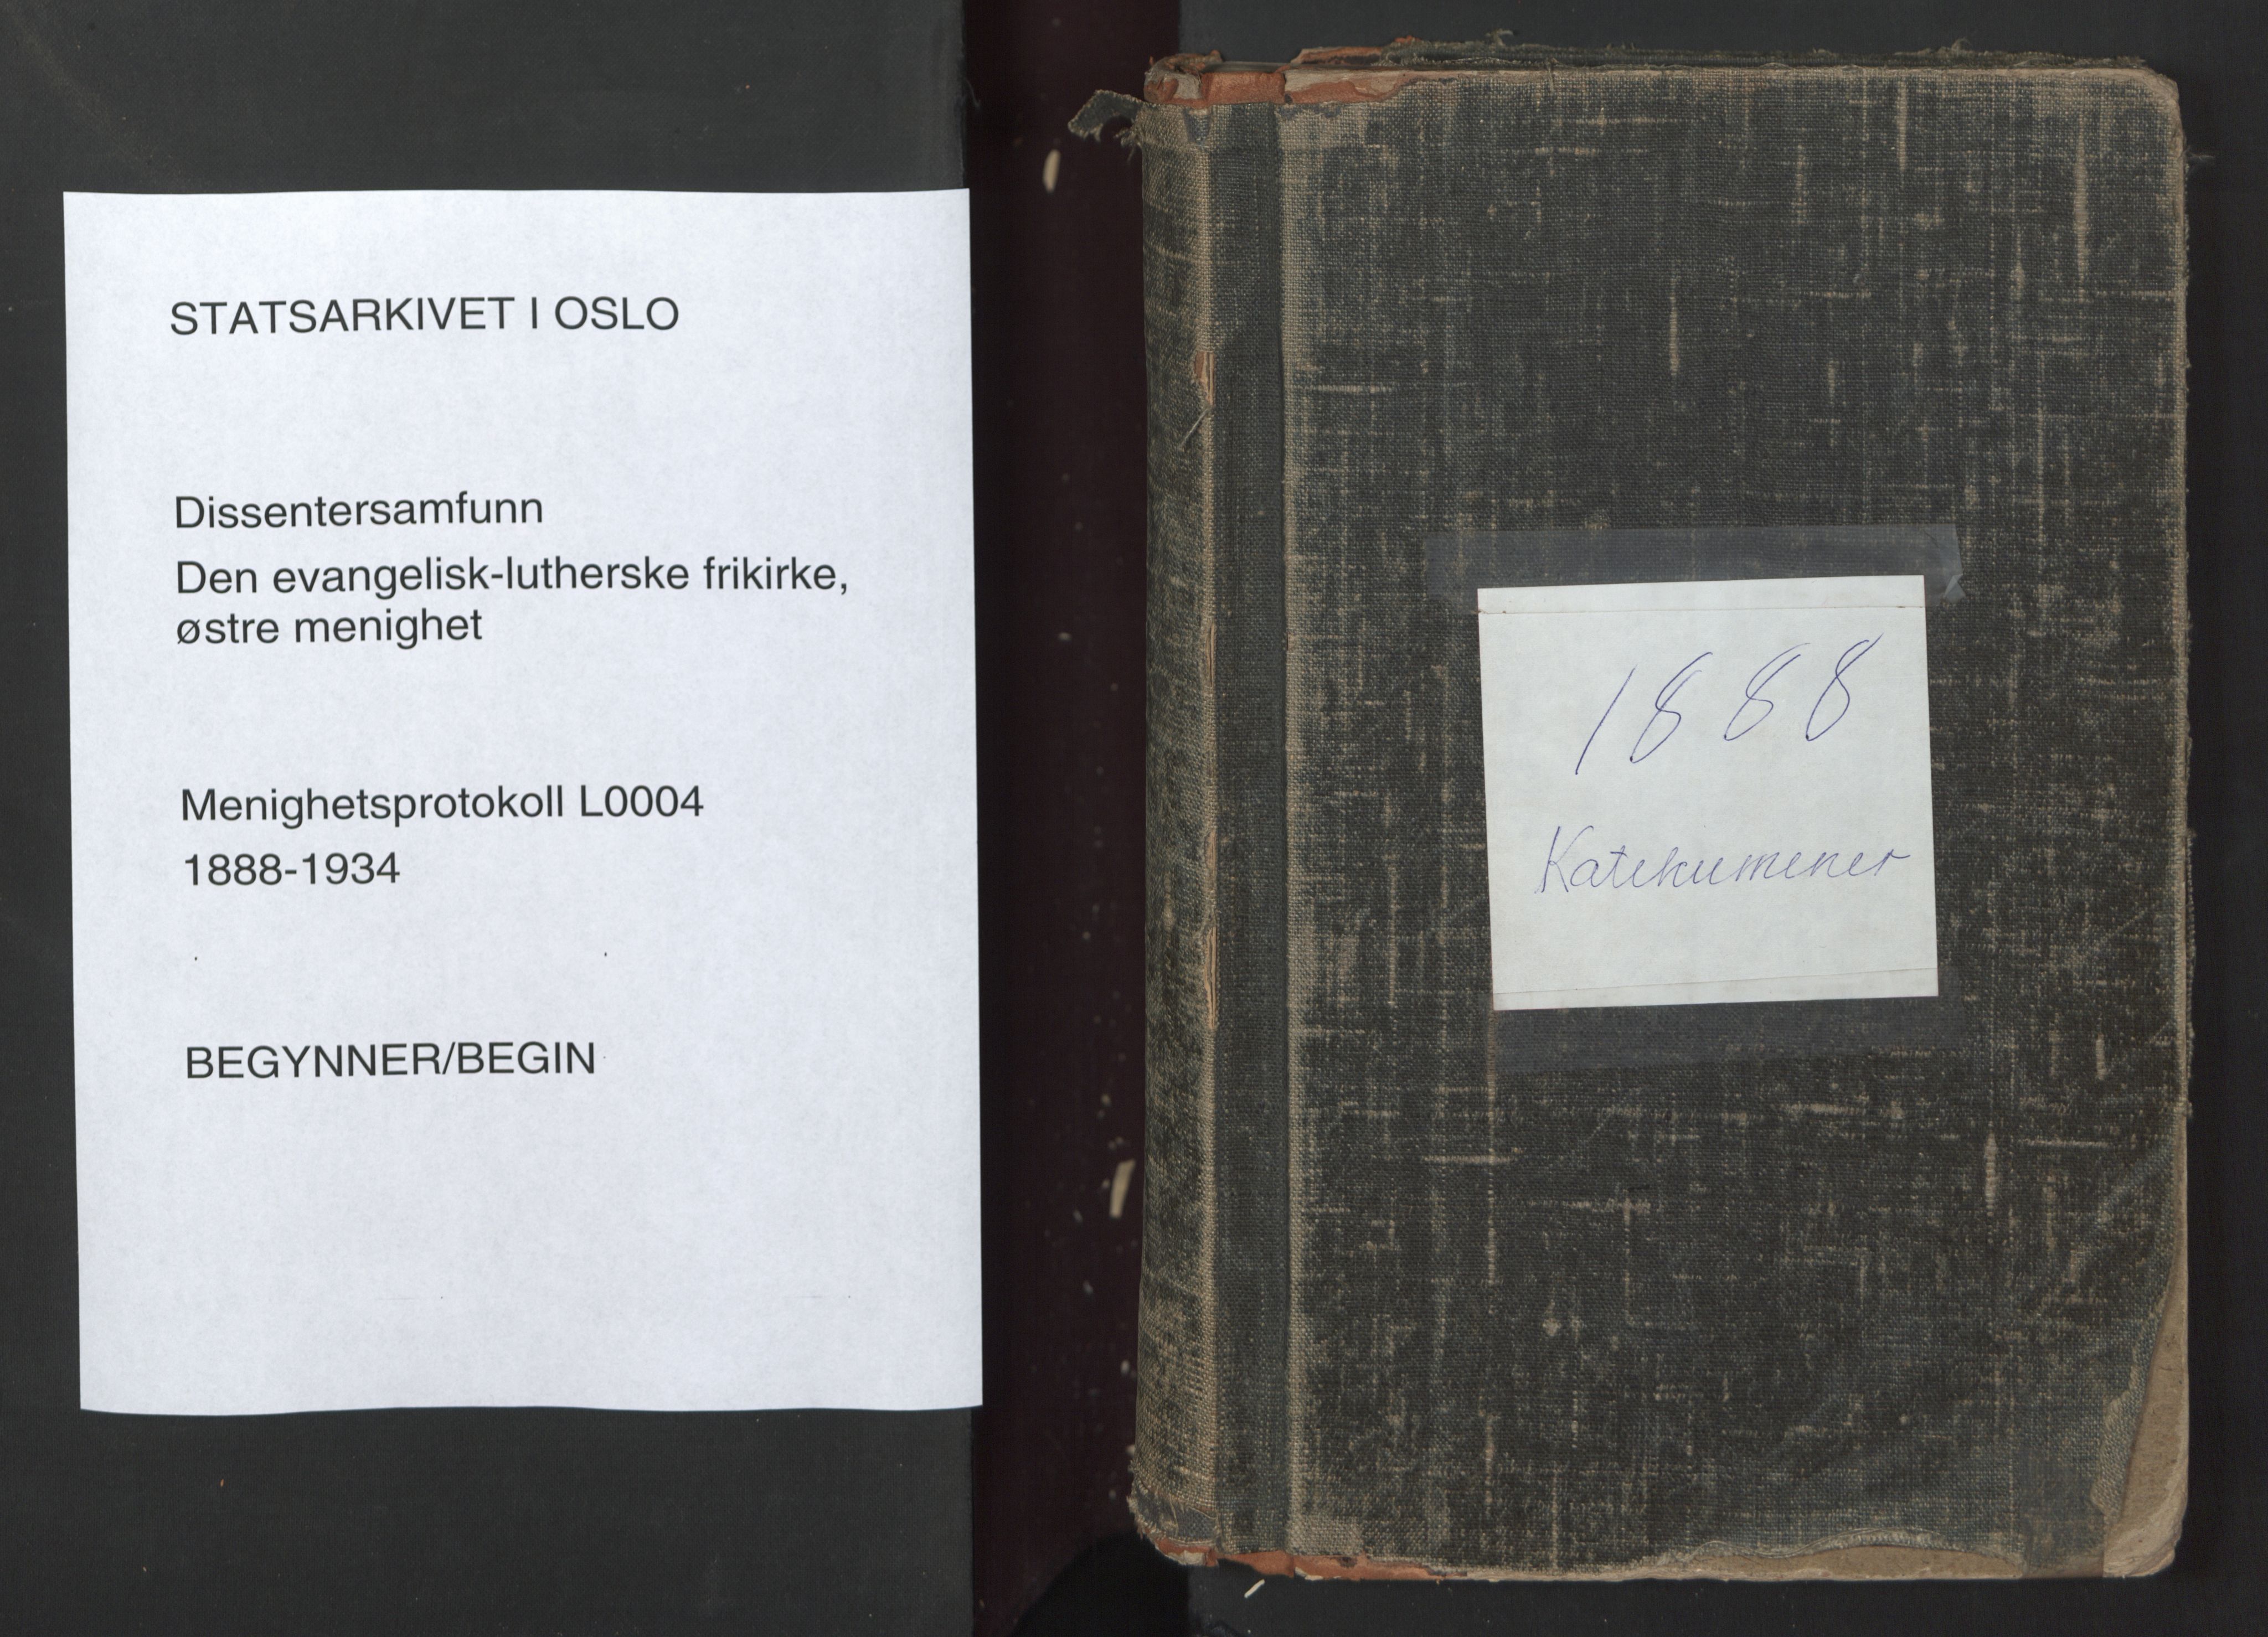 STATSARKIVET I OSLO
Dissentersamfunn
Den evangelisk-lutherske frikirke,
østre menighet
Menighetsprotokoll L0004
1888-1934
BEGYNNER/BEGIN
1888
Katekumener